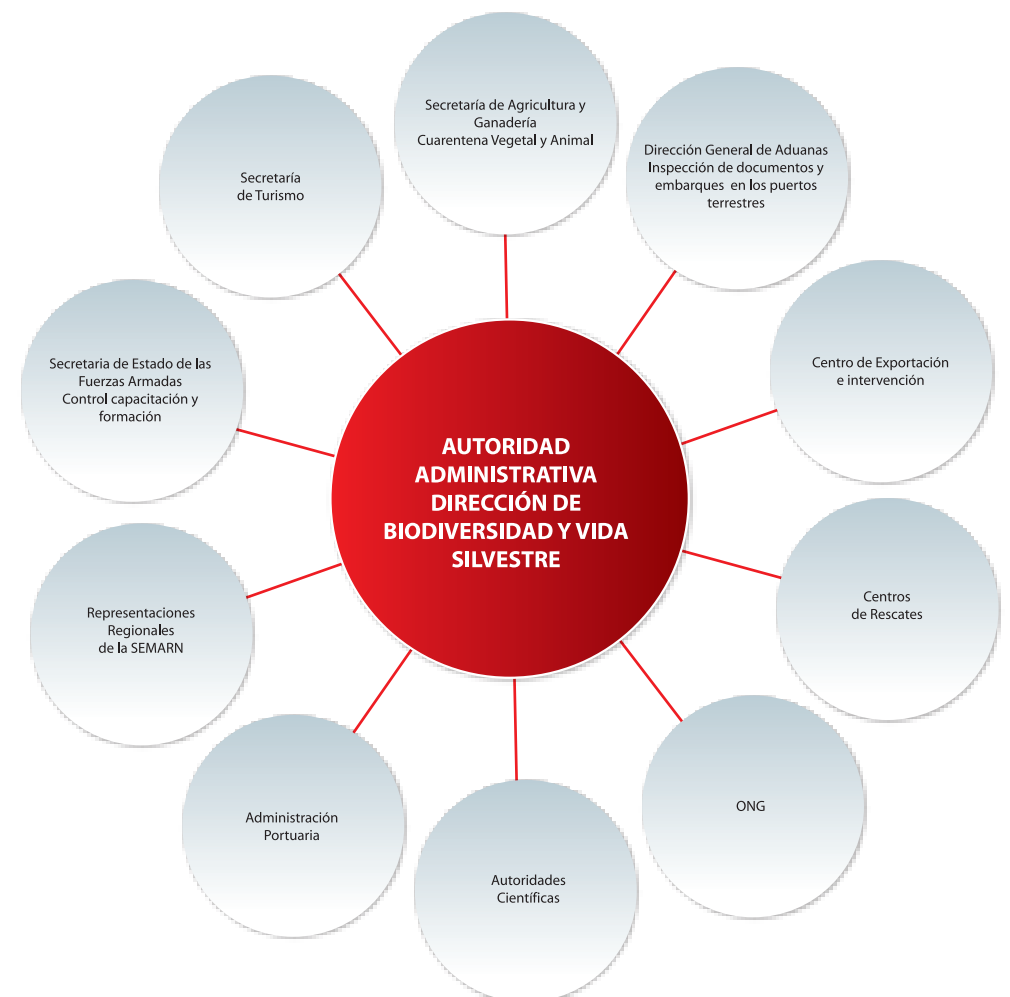 Secretaría de Agricultura y
Ganadería
Cuarentena Vegetal y Animal
Dirección General de Aduanas
Inspección de documentos y
embarques en los puertos
terrestres
Centro de Exportación
e intervención
Centros
de Rescates
ONG
Autoridades
Científicas
Administración
Portuaria
Representaciones
Regionales
de la SEMARN
Secretaria de Estado de las
Fuerzas Armadas
Control capacitación y
formación
Secretaría
de Turismo
AUTORIDAD
ADMINISTRATIVA
DIRECCIÓN DE
BIODIVERSIDAD Y VIDA
SILVESTRE